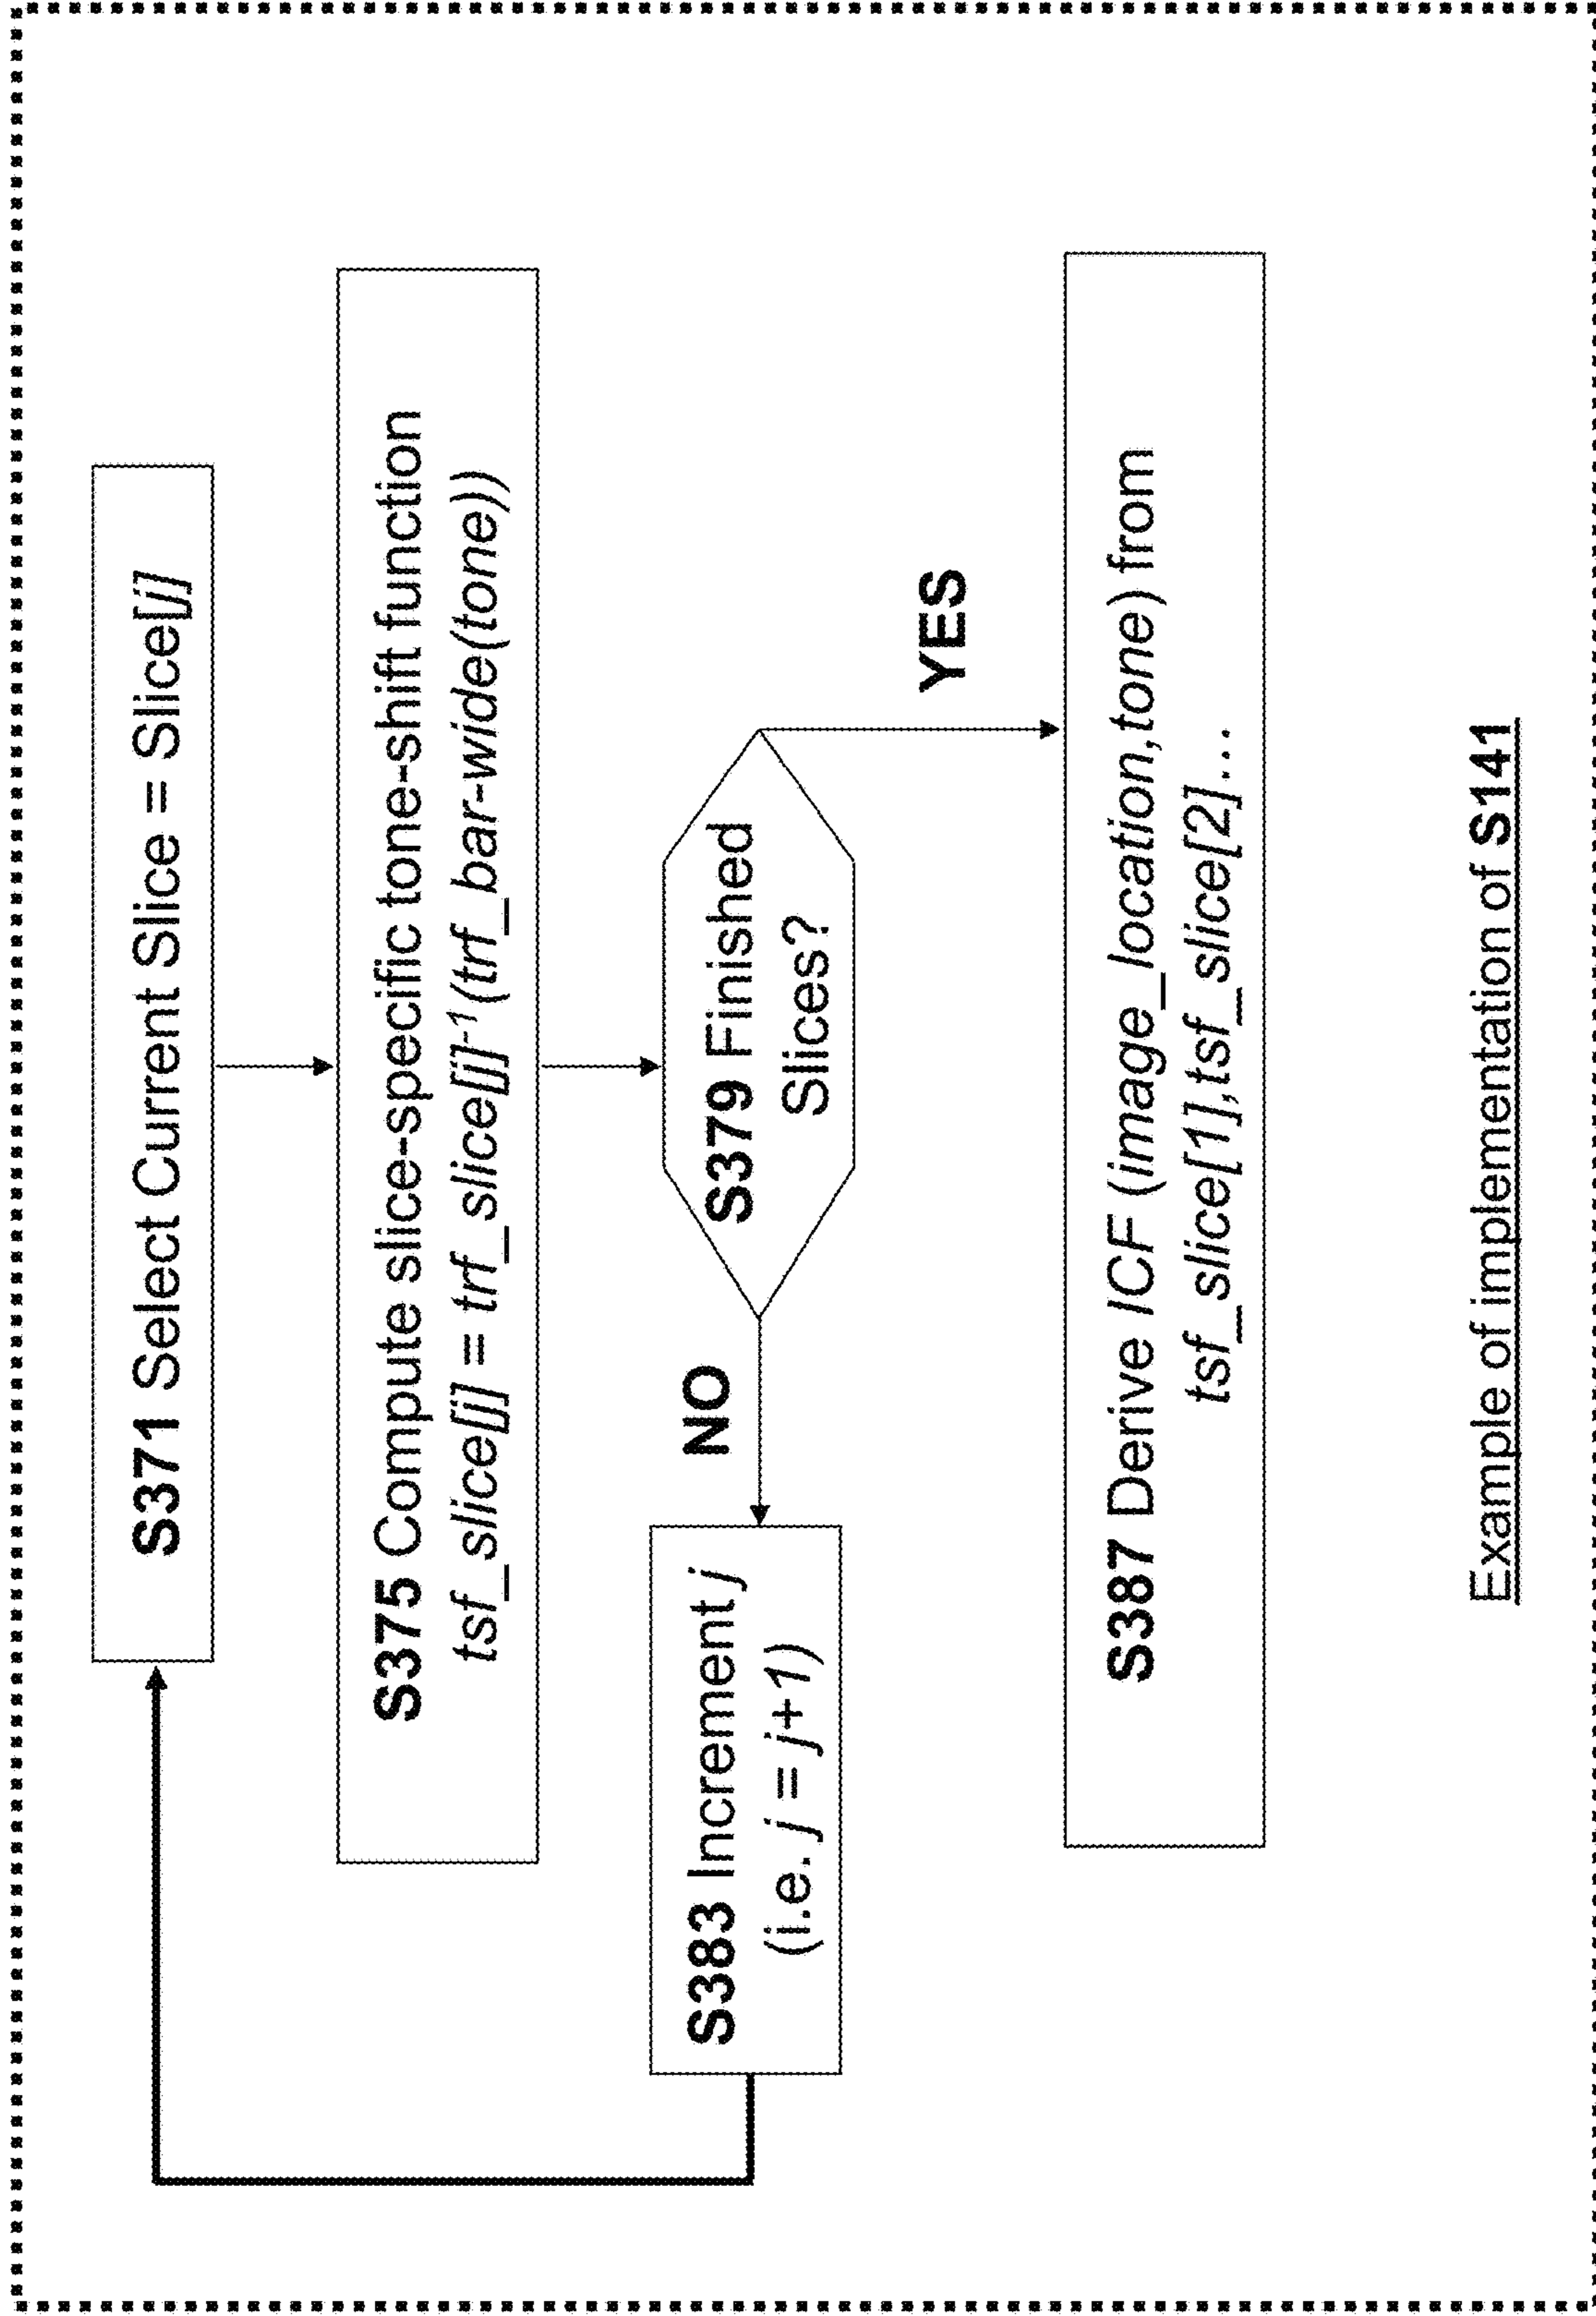 S371 Select Current Slice = Slice[j]
S375 Compute slice-specific tone-shift function
tsf_slice[j] = trf_slice[j]⁻¹(trf_bar-wide(tone))
S379 Finished
Slices?
NO
YES
S383 Increment j
(i.e. j = j+1)
S387 Derive ICF (image_location,tone) from
tsf_slice[1],tsf_slice[2]...
Example of implementation of S141